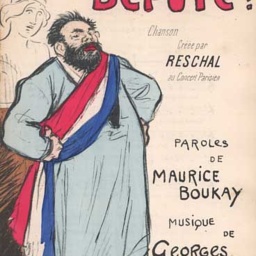 DÉPUTÉ!
Chanson
Créée par
RESCHAL
au Concert Parisien
PAROLES
DE
MAURICE
BOUKAY
MUSIQUE
DE
GEORGES